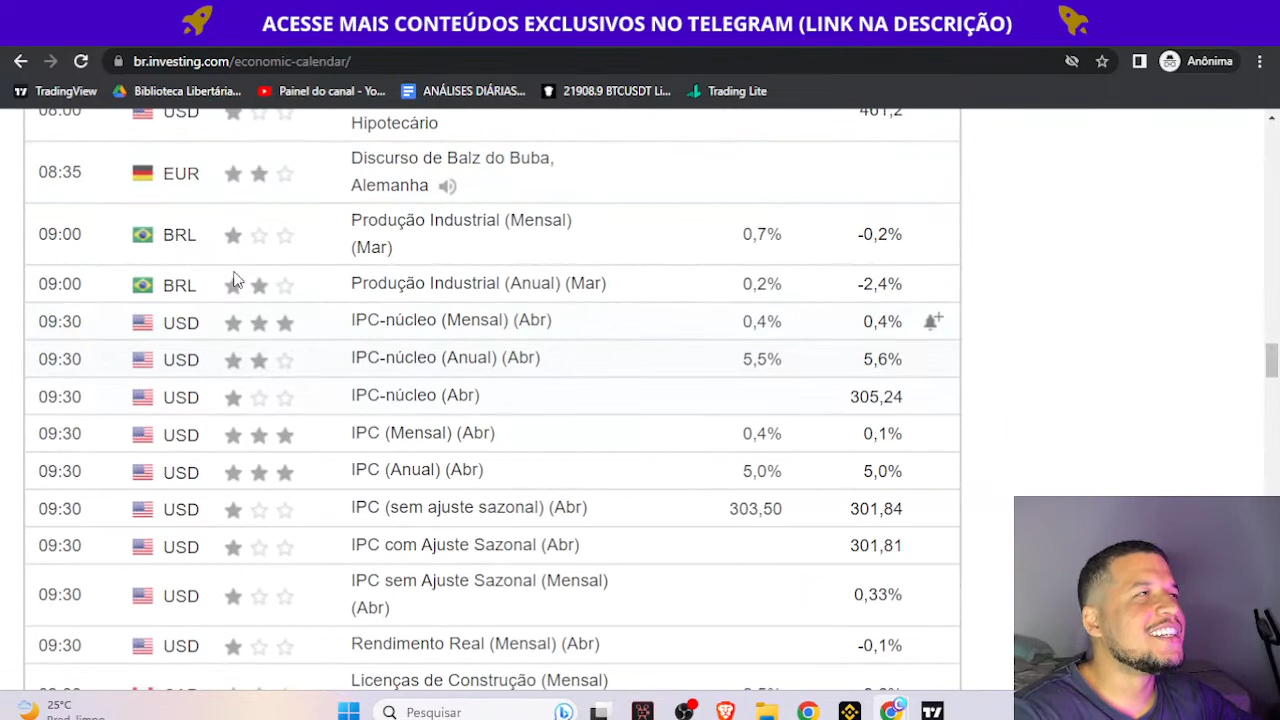 ACESSE MAIS CONTEÚDOS EXCLUSIVOS NO TELEGRAM (LINK NA DESCRIÇÃO)
br.investing.com/economic-calendar/
Anônima
TradingView
Biblioteca Libertária...
Painel do canal - Yo...
ANÁLISES DIÁRIAS...
21908.9 BTCUSDT Li...
Trading Lite
08:00 USD 461,2
Hipotecário
08:35 EUR Discurso de Balz do Buba,
Alemanha
09:00 BRL Produção Industrial (Mensal) 0,7% -0,2%
(Mar)
09:00 BRL Produção Industrial (Anual) (Mar) 0,2% -2,4%
09:30 USD IPC-núcleo (Mensal) (Abr) 0,4% 0,4%
09:30 USD IPC-núcleo (Anual) (Abr) 5,5% 5,6%
09:30 USD IPC-núcleo (Abr) 305,24
09:30 USD IPC (Mensal) (Abr) 0,4% 0,1%
09:30 USD IPC (Anual) (Abr) 5,0% 5,0%
09:30 USD IPC (sem ajuste sazonal) (Abr) 303,50 301,84
09:30 USD IPC com Ajuste Sazonal (Abr) 301,81
09:30 USD IPC sem Ajuste Sazonal (Mensal) 0,33%
(Abr)
09:30 USD Rendimento Real (Mensal) (Abr) -0,1%
Licenças de Construção (Mensal)
25°C
Pred. limpo
Pesquisar